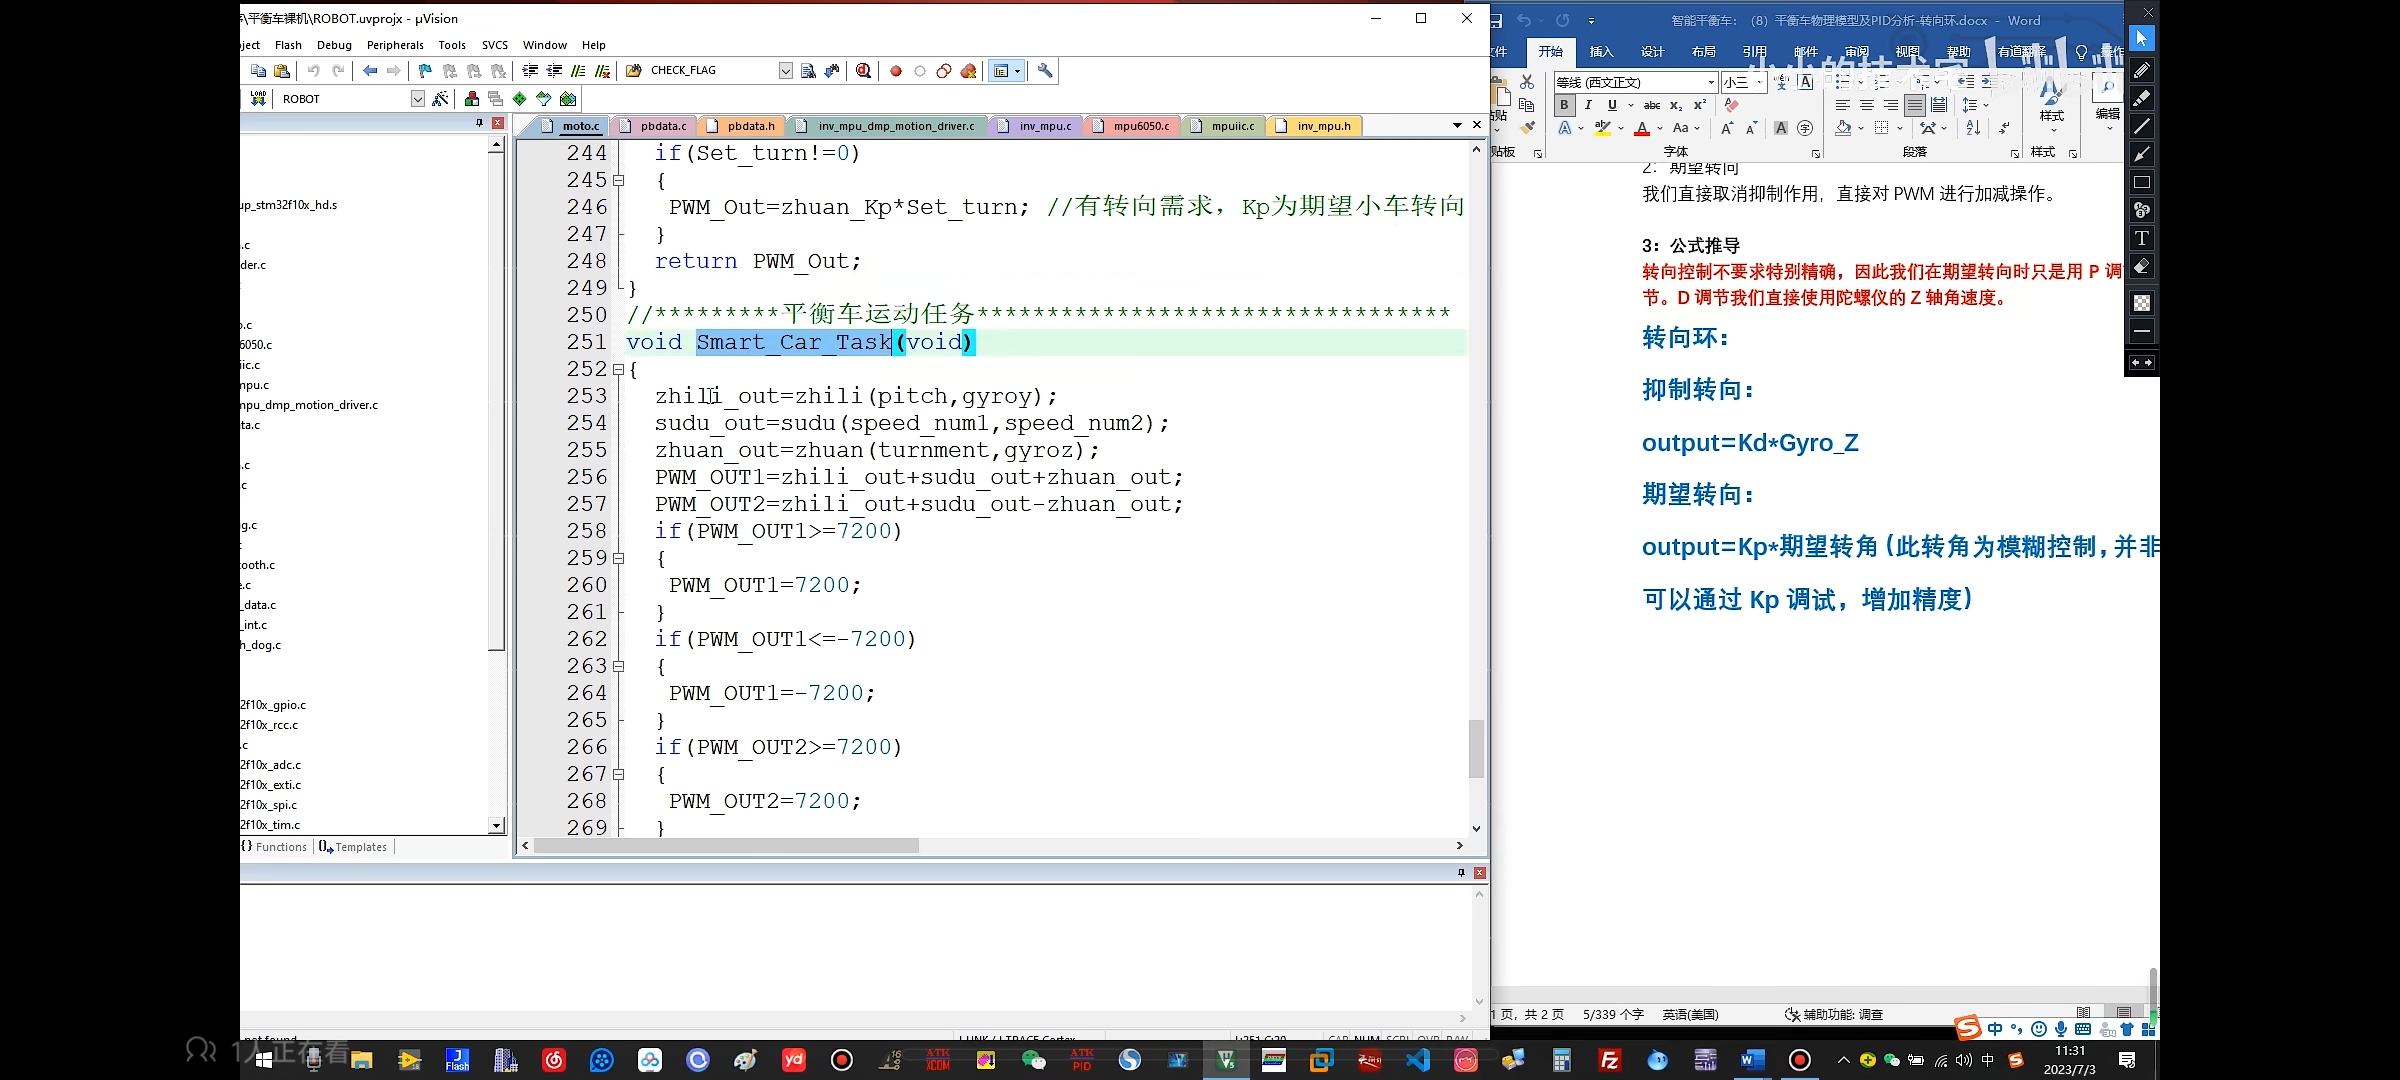 \平衡车裸机\ROBOT.uvprojx - µVision
ject Flash Debug Peripherals Tools SVCS Window Help
CHECK_FLAG
LOAD ROBOT
moto.c pbdata.c pbdata.h inv_mpu_dmp_motion_driver.c inv_mpu.c mpu6050.c mpuiic.c inv_mpu.h
up_stm32f10x_hd.s
.c
der.c
o.c
6050.c
iic.c
mpu.c
mpu_dmp_motion_driver.c
ta.c
.c
.c
g.c
ooth.c
e.c
_data.c
_int.c
h_dog.c
2f10x_gpio.c
2f10x_rcc.c
.c
2f10x_adc.c
2f10x_exti.c
2f10x_spi.c
2f10x_tim.c
{} Functions Templates
244 if(Set_turn!=0)
245 {
246 PWM_Out=zhuan_Kp*Set_turn; //有转向需求，Kp为期望小车转向
247 }
248 return PWM_Out;
249 }
250 //*********平衡车运动任务**********************************
251 void Smart_Car_Task(void)
252 {
253 zhili_out=zhili(pitch,gyroy);
254 sudu_out=sudu(speed_num1,speed_num2);
255 zhuan_out=zhuan(turnment,gyroz);
256 PWM_OUT1=zhili_out+sudu_out+zhuan_out;
257 PWM_OUT2=zhili_out+sudu_out-zhuan_out;
258 if(PWM_OUT1>=7200)
259 {
260 PWM_OUT1=7200;
261 }
262 if(PWM_OUT1<=-7200)
263 {
264 PWM_OUT1=-7200;
265 }
266 if(PWM_OUT2>=7200)
267 {
268 PWM_OUT2=7200;
269 }
智能平衡车：（8）平衡车物理模型及PID分析-转向环.docx - Word
文件 开始 插入 设计 布局 引用 邮件 审阅 视图 帮助 有道翻译 操作
小小的技术宅
等线 (西文正文) 小三
样式 编辑
贴板 字体 段落 样式
2：期望转向
我们直接取消抑制作用，直接对 PWM 进行加减操作。
3：公式推导
转向控制不要求特别精确，因此我们在期望转向时只是用 P 调
节。D 调节我们直接使用陀螺仪的 Z 轴角速度。
转向环：
抑制转向：
output=Kd*Gyro_Z
期望转向：
output=Kp*期望转角（此转角为模糊控制，并非
可以通过 Kp 调试，增加精度）
1 页，共 2 页 5/339 个字 英语(美国) 辅助功能: 调查
中
1人正在看
11:31
2023/7/3